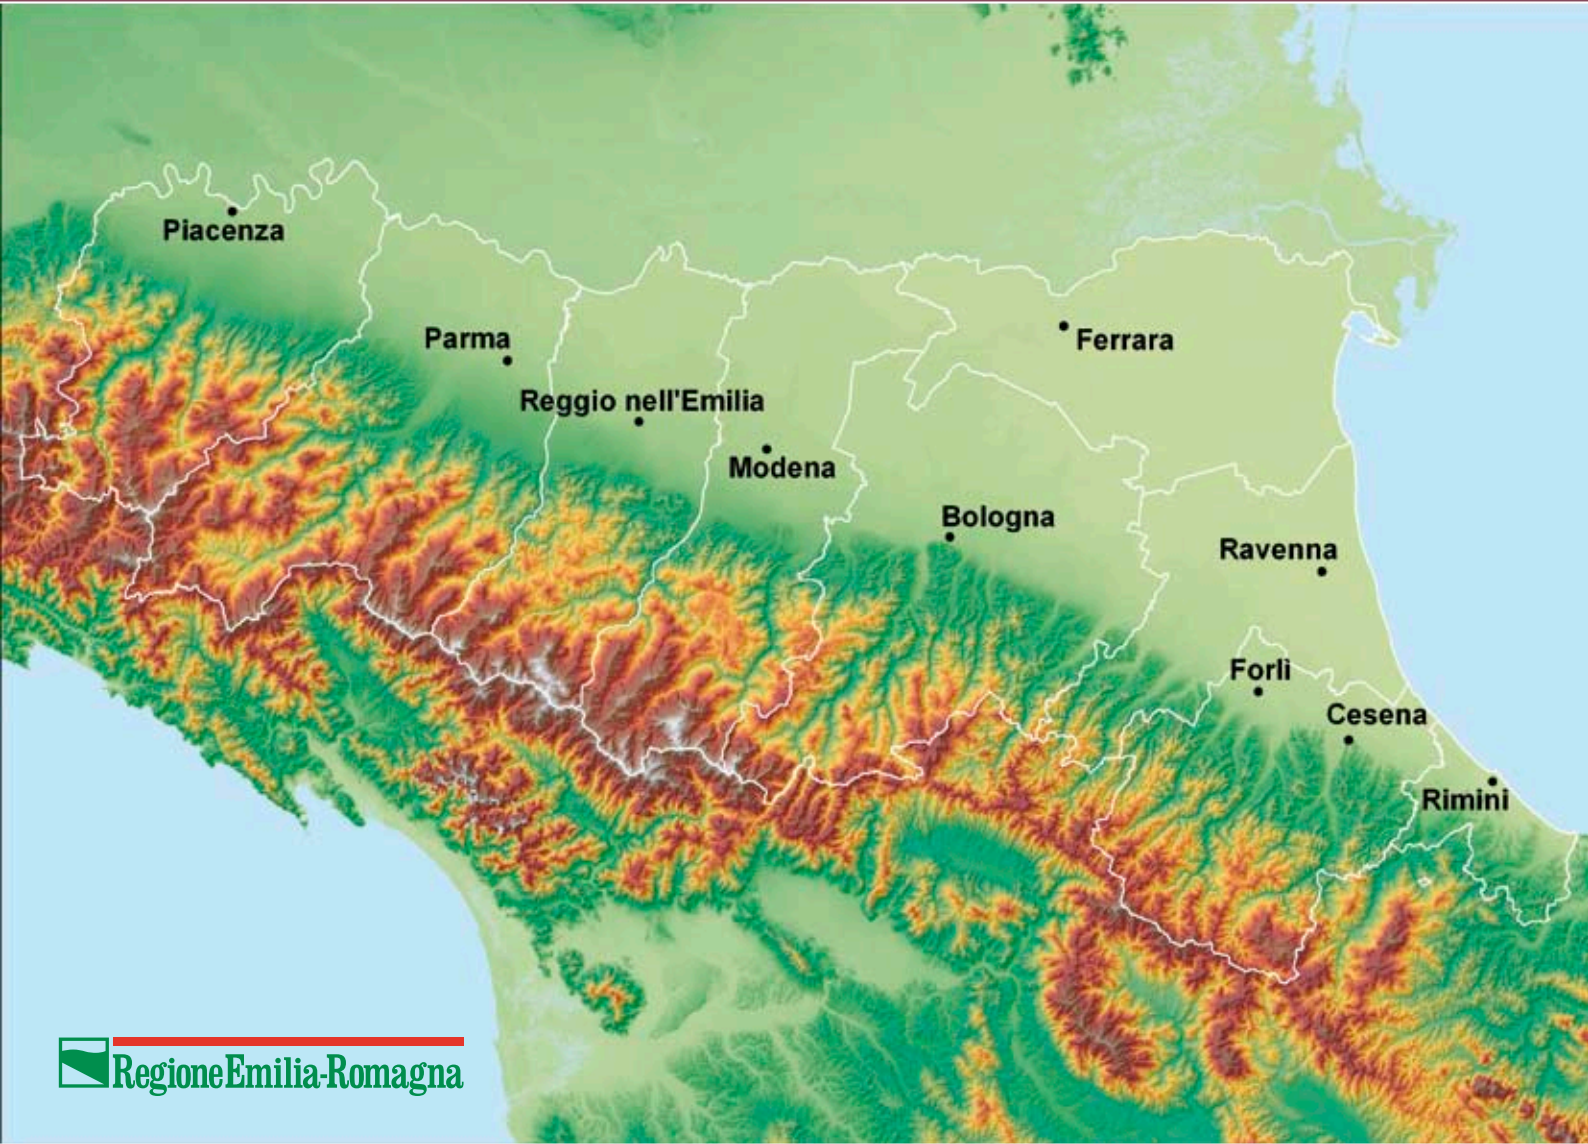 Piacenza
Parma
Ferrara
Reggio nell'Emilia
Modena
Bologna
Ravenna
Forlì
Cesena
Rimini
RegioneEmilia-Romagna